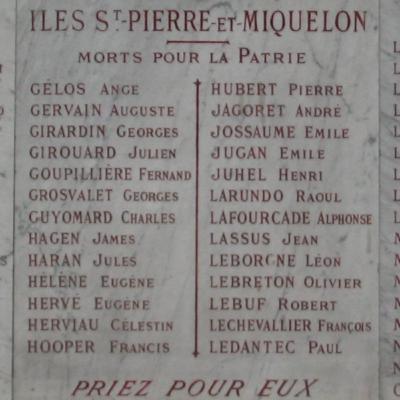 ILES ST-PIERRE-ET-MIQUELON
MORTS POUR LA PATRIE
GÉLOS ANGE
GERVAIN AUGUSTE
GIRARDIN GEORGES
GIROUARD JULIEN
GOUPILLIÈRE FERNAND
GROSVALET GEORGES
GUYOMARD CHARLES
HAGEN JAMES
HARAN JULES
HÉLÈNE EUGÈNE
HERVÉ EUGÈNE
HERVIAU CÉLESTIN
HOOPER FRANCIS
HUBERT PIERRE
JAGORET ANDRÉ
JOSSAUME EMILE
JUGAN EMILE
JUHEL HENRI
LARUNDO RAOUL
LAFOURCADE ALPHONSE
LASSUS JEAN
LEBORGNE LÉON
LEBRETON OLIVIER
LEBUF ROBERT
LECHEVALLIER FRANÇOIS
LEDANTEC PAUL
PRIEZ POUR EUX